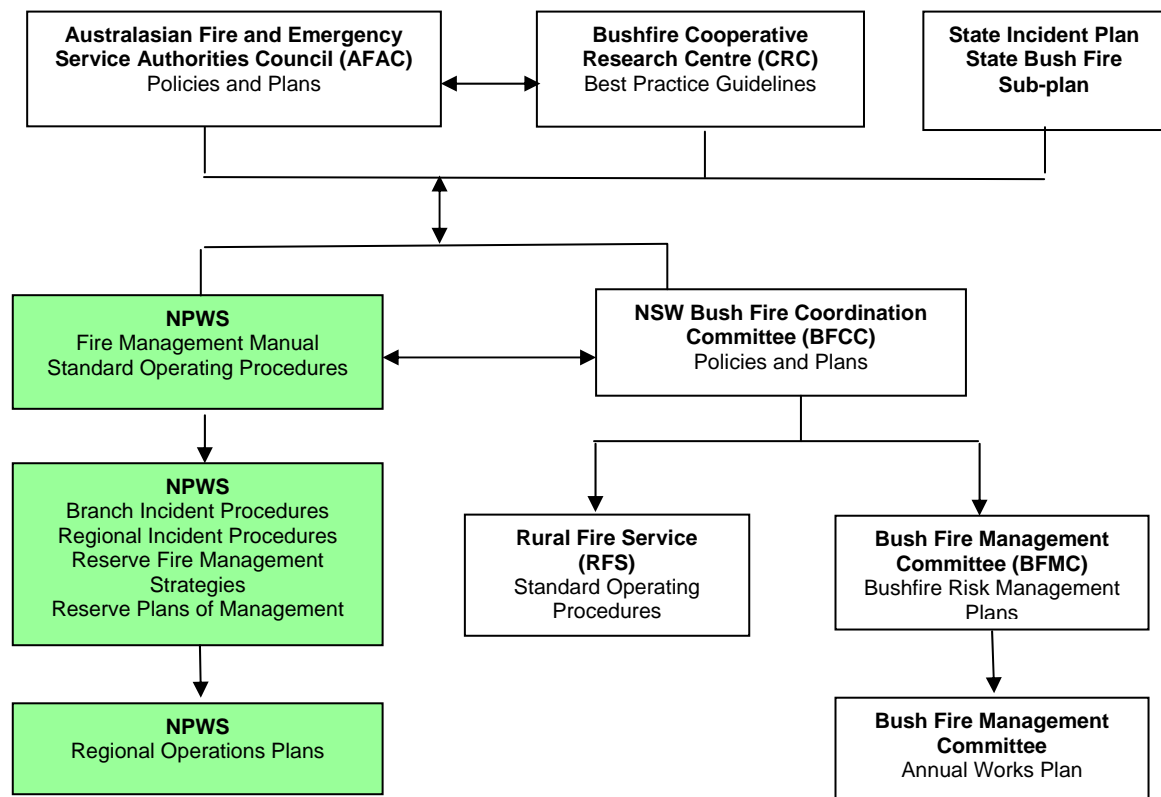 Australasian Fire and Emergency
Service Authorities Council (AFAC)
Policies and Plans
Bushfire Cooperative
Research Centre (CRC)
Best Practice Guidelines
State Incident Plan
State Bush Fire
Sub-plan
NPWS
Fire Management Manual
Standard Operating Procedures
NSW Bush Fire Coordination
Committee (BFCC)
Policies and Plans
NPWS
Branch Incident Procedures
Regional Incident Procedures
Reserve Fire Management
Strategies
Reserve Plans of Management
Rural Fire Service
(RFS)
Standard Operating
Procedures
Bush Fire Management
Committee (BFMC)
Bushfire Risk Management
Plans
NPWS
Regional Operations Plans
Bush Fire Management
Committee
Annual Works Plan